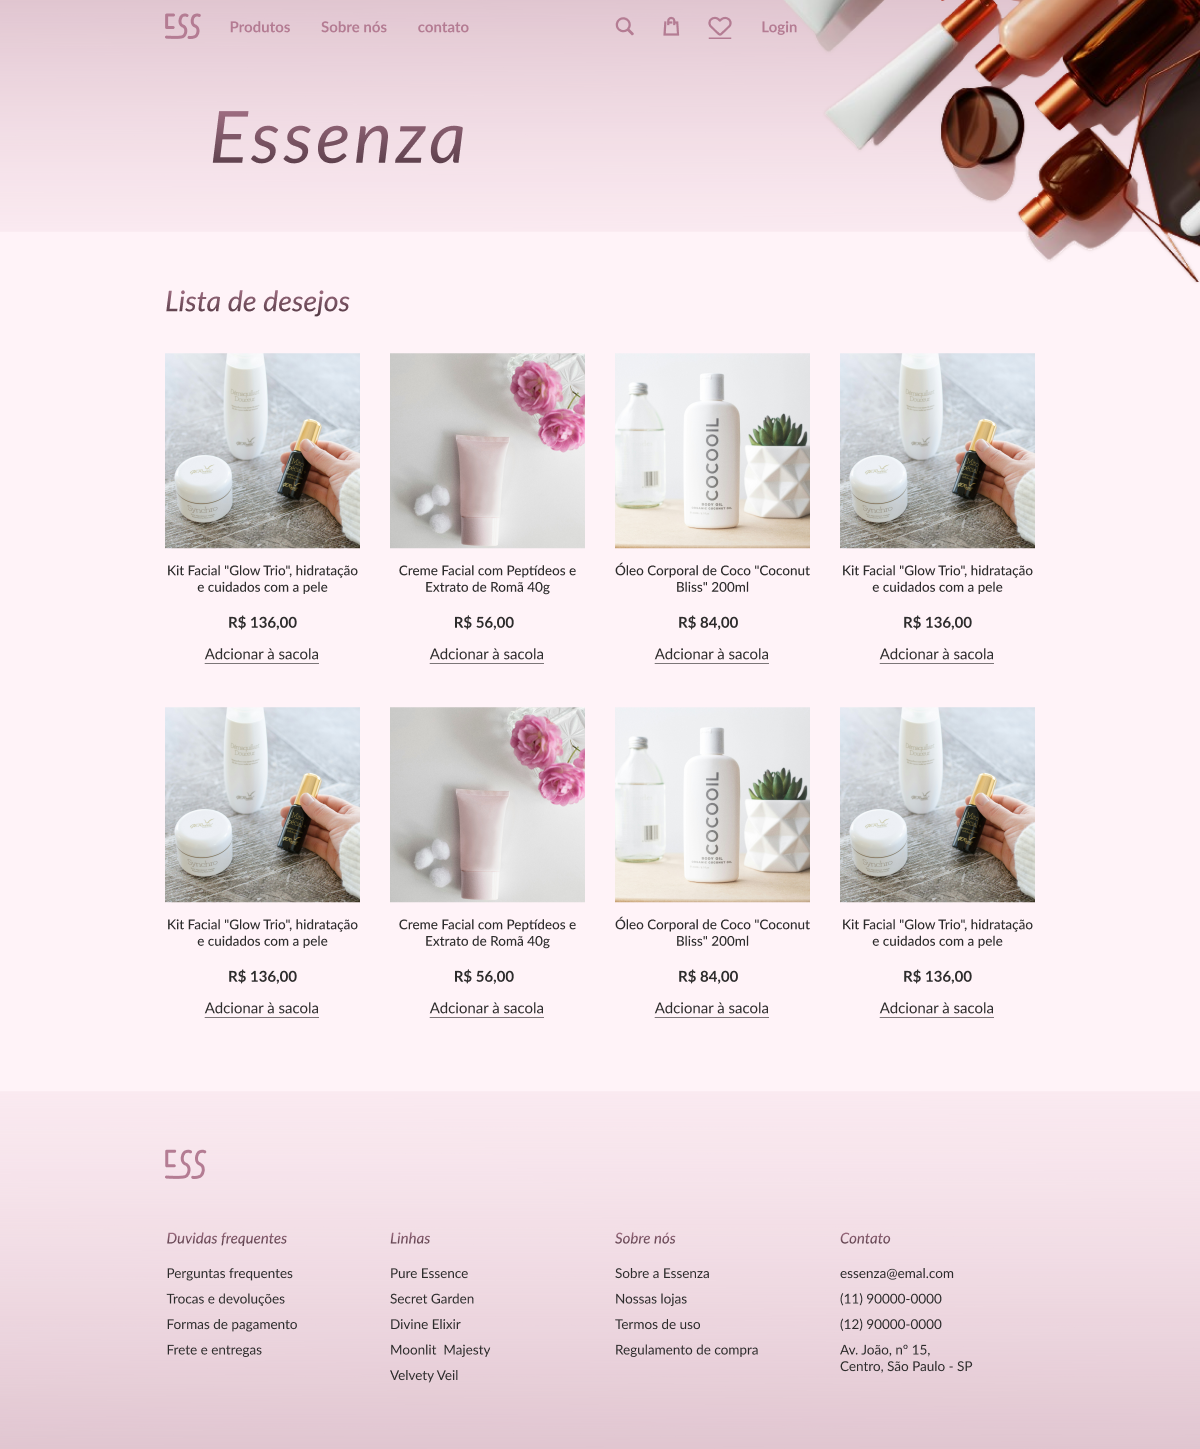 ESS Produtos Sobre nós contato Login
Essenza
Lista de desejos
COCOOIL
BODY OIL
Kit Facial "Glow Trio", hidratação
e cuidados com a pele
R$ 136,00
Adcionar à sacola
Creme Facial com Peptídeos e
Extrato de Romã 40g
R$ 56,00
Adcionar à sacola
Óleo Corporal de Coco "Coconut
Bliss" 200ml
R$ 84,00
Adcionar à sacola
Kit Facial "Glow Trio", hidratação
e cuidados com a pele
R$ 136,00
Adcionar à sacola
COCOOIL
BODY OIL
Kit Facial "Glow Trio", hidratação
e cuidados com a pele
R$ 136,00
Adcionar à sacola
Creme Facial com Peptídeos e
Extrato de Romã 40g
R$ 56,00
Adcionar à sacola
Óleo Corporal de Coco "Coconut
Bliss" 200ml
R$ 84,00
Adcionar à sacola
Kit Facial "Glow Trio", hidratação
e cuidados com a pele
R$ 136,00
Adcionar à sacola
ESS
Duvidas frequentes
Perguntas frequentes
Trocas e devoluções
Formas de pagamento
Frete e entregas
Linhas
Pure Essence
Secret Garden
Divine Elixir
Moonlit  Majesty
Velvety Veil
Sobre nós
Sobre a Essenza
Nossas lojas
Termos de uso
Regulamento de compra
Contato
essenza@emal.com
(11) 90000-0000
(12) 90000-0000
Av. João, nº 15,
Centro, São Paulo - SP